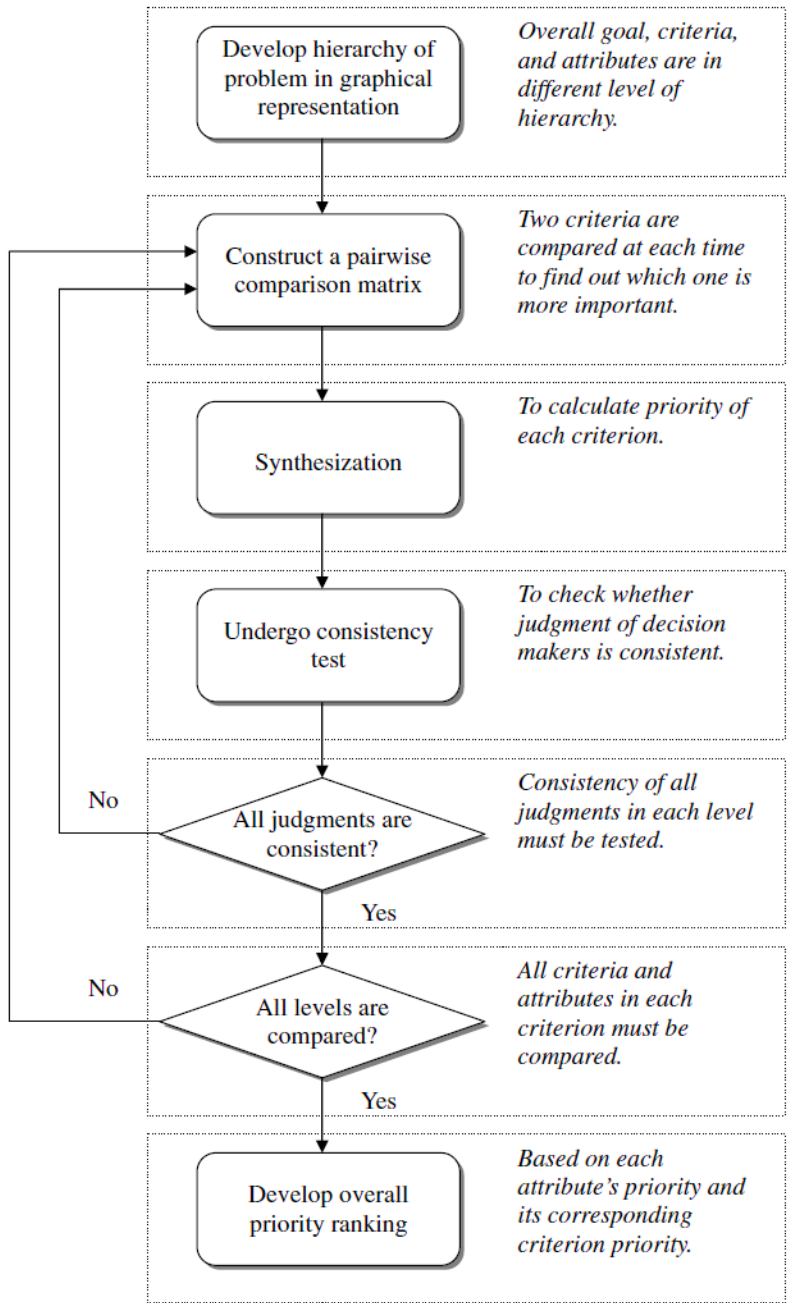 Develop hierarchy of
problem in graphical
representation
Overall goal, criteria,
and attributes are in
different level of
hierarchy.
Construct a pairwise
comparison matrix
Two criteria are
compared at each time
to find out which one is
more important.
Synthesization
To calculate priority of
each criterion.
Undergo consistency
test
To check whether
judgment of decision
makers is consistent.
No
All judgments are
consistent?
Consistency of all
judgments in each level
must be tested.
Yes
No
All levels are
compared?
All criteria and
attributes in each
criterion must be
compared.
Yes
Develop overall
priority ranking
Based on each
attribute's priority and
its corresponding
criterion priority.